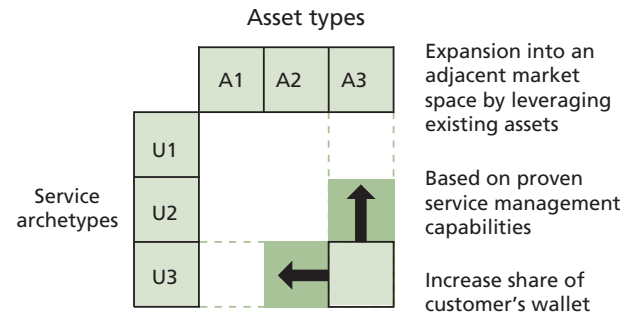 Asset types
A1 A2 A3
Expansion into an
adjacent market
space by leveraging
existing assets
U1
U2
U3
Service
archetypes
Based on proven
service management
capabilities
Increase share of
customer's wallet